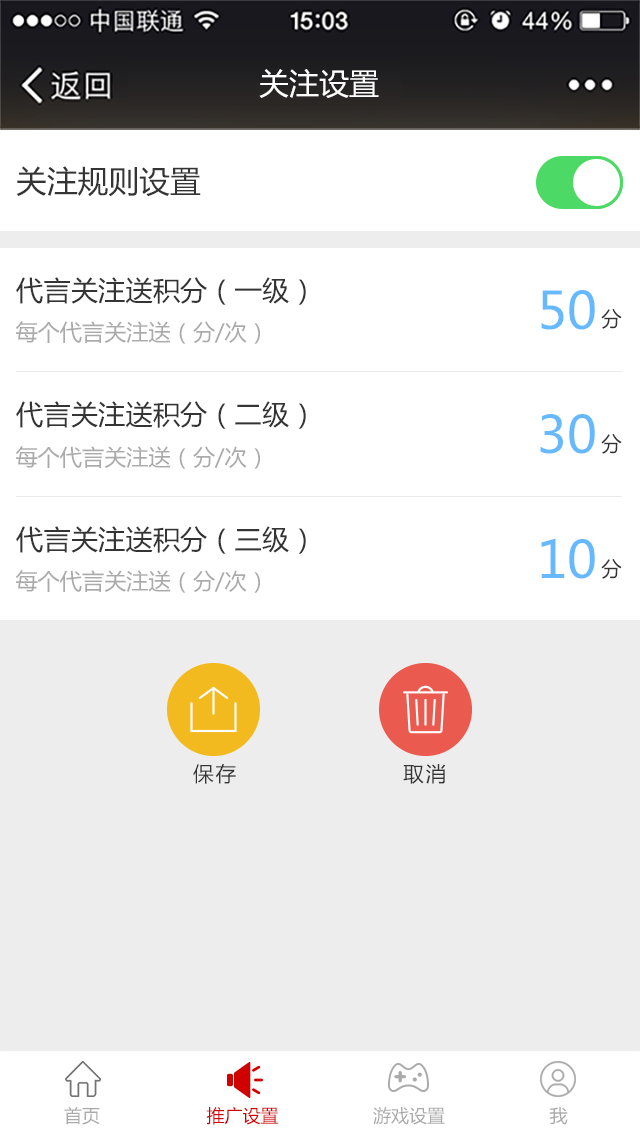 中国联通 15:03 44%
返回 关注设置
关注规则设置
代言关注送积分（一级）
每个代言关注送（分/次）
50分
代言关注送积分（二级）
每个代言关注送（分/次）
30分
代言关注送积分（三级）
每个代言关注送（分/次）
10分
保存 取消
首页 推广设置 游戏设置 我